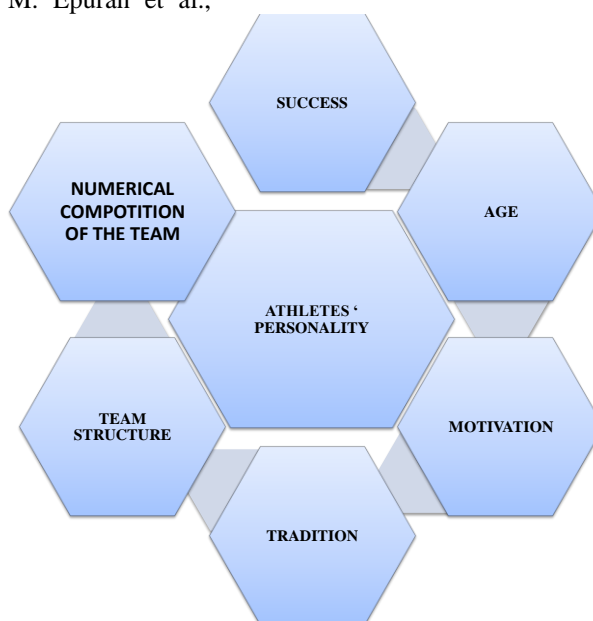 M. Epuran et al.,
SUCCESS
NUMERICAL
COMPOTITION
OF THE TEAM
AGE
ATHLETES ‘
PERSONALITY
TEAM
STRUCTURE
MOTIVATION
TRADITION